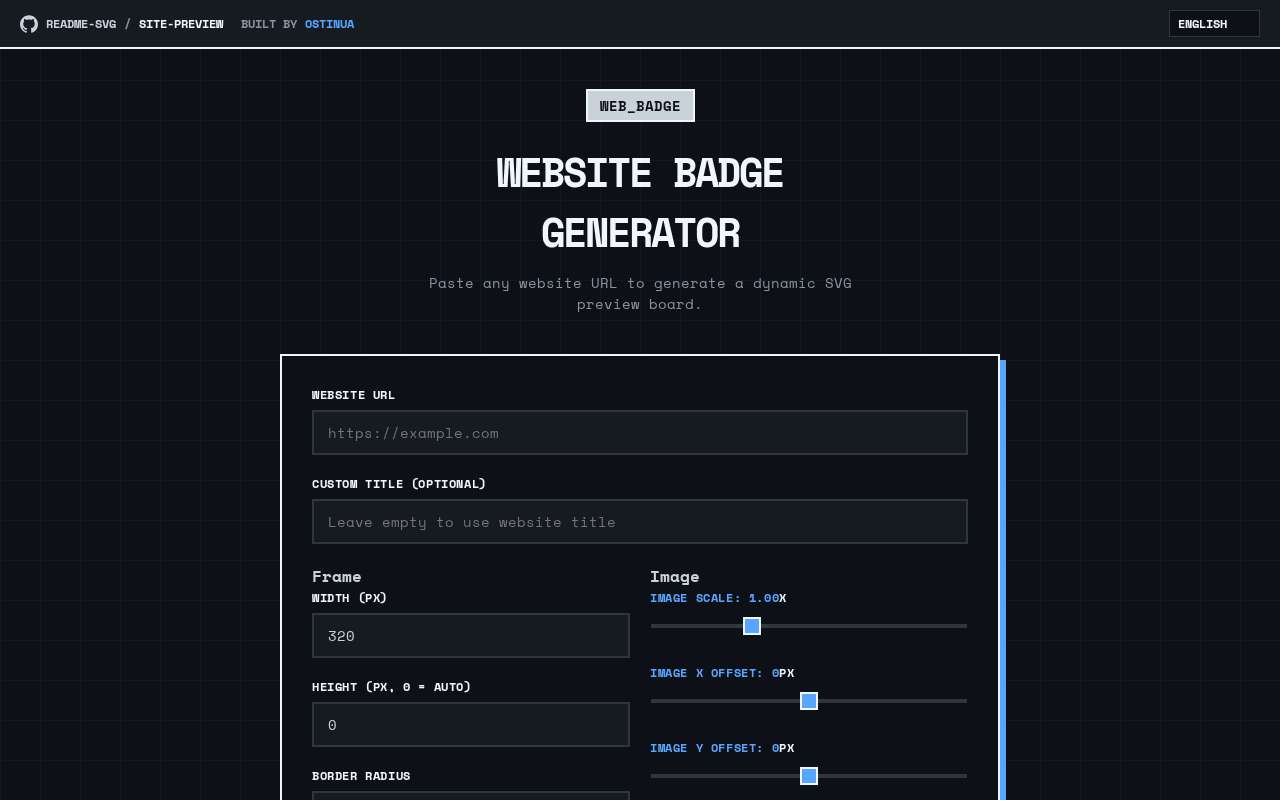 README-SVG / SITE-PREVIEW BUILT BY OSTINUA
ENGLISH
WEB_BADGE
WEBSITE BADGE
GENERATOR
Paste any website URL to generate a dynamic SVG
preview board.
WEBSITE URL
https://example.com
CUSTOM TITLE (OPTIONAL)
Leave empty to use website title
Frame
WIDTH (PX)
320
HEIGHT (PX, 0 = AUTO)
0
BORDER RADIUS
Image
IMAGE SCALE: 1.00X
IMAGE X OFFSET: 0PX
IMAGE Y OFFSET: 0PX